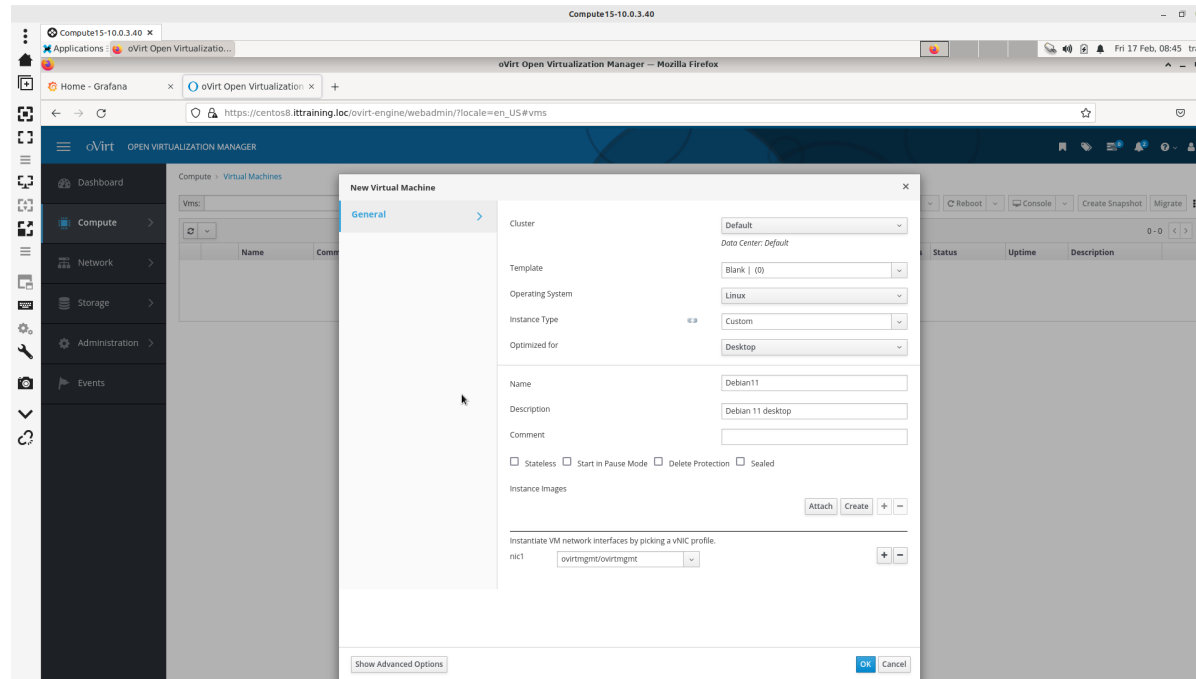 Compute15-10.0.3.40
Compute15-10.0.3.40 ×
Applications : oVirt Open Virtualizatio...
Fri 17 Feb, 08:45
oVirt Open Virtualization Manager — Mozilla Firefox
Home - Grafana × oVirt Open Virtualization × +
https://centos8.ittraining.loc/ovirt-engine/webadmin/?locale=en_US#vms
oVirt OPEN VIRTUALIZATION MANAGER
Dashboard
Compute
Network
Storage
Administration
Events
Compute > Virtual Machines
Vms:
Reboot Console Create Snapshot Migrate
0 - 0
Name Comm Status Uptime Description
New Virtual Machine ×
General
Cluster Default
Data Center: Default
Template Blank | (0)
Operating System Linux
Instance Type Custom
Optimized for Desktop
Name Debian11
Description Debian 11 desktop
Comment
Stateless Start in Pause Mode Delete Protection Sealed
Instance Images
Attach Create + −
Instantiate VM network interfaces by picking a vNIC profile.
nic1 ovirtmgmt/ovirtmgmt + −
Show Advanced Options OK Cancel